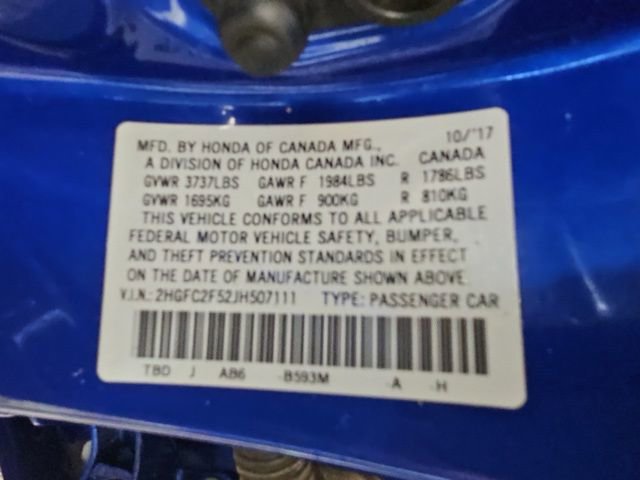 MFD. BY HONDA OF CANADA MFG., 10/'17
A DIVISION OF HONDA CANADA INC. CANADA
GVWR 3737LBS GAWR F 1984LBS R 1786LBS
GVWR 1695KG GAWR F 900KG R 810KG
THIS VEHICLE CONFORMS TO ALL APPLICABLE
FEDERAL MOTOR VEHICLE SAFETY, BUMPER,
AND THEFT PREVENTION STANDARDS IN EFFECT
ON THE DATE OF MANUFACTURE SHOWN ABOVE.
V.I.N.: 2HGFC2F52JH507111 TYPE: PASSENGER CAR
TBD J AB6 -B593M -A -H